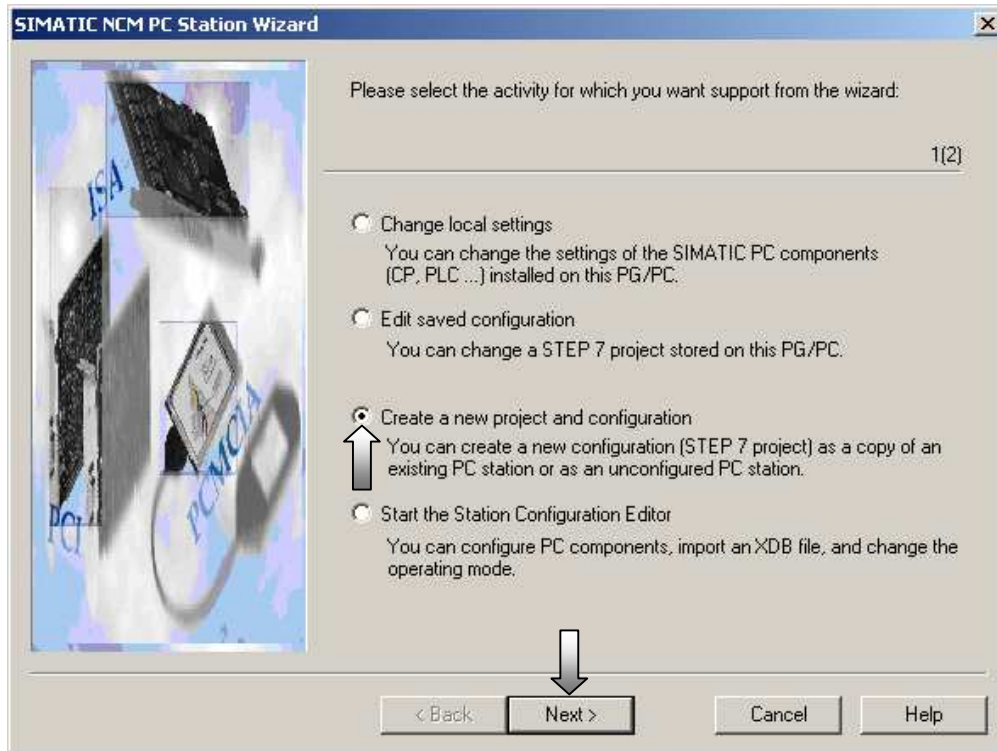 SIMATIC NCM PC Station Wizard
Please select the activity for which you want support from the wizard:
1(2)
Change local settings
You can change the settings of the SIMATIC PC components
(CP, PLC ...) installed on this PG/PC.
Edit saved configuration
You can change a STEP 7 project stored on this PG/PC.
Create a new project and configuration
You can create a new configuration (STEP 7 project) as a copy of an
existing PC station or as an unconfigured PC station.
Start the Station Configuration Editor
You can configure PC components, import an XDB file, and change the
operating mode.
ISA
PCMCIA
PCI
< Back
Next >
Cancel
Help